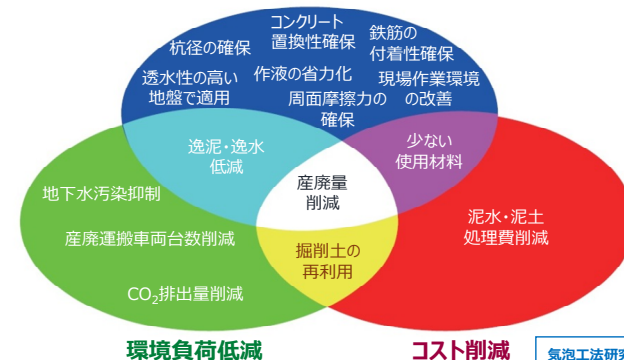 コンクリート
置換性確保
鉄筋の
付着性確保
杭径の確保
透水性の高い
地盤で適用
作液の省力化
現場作業環境
の改善
周面摩擦力の
確保
逸泥・逸水
低減
少ない
使用材料
産廃量
削減
地下水汚染抑制
産廃運搬車両台数削減
CO₂排出量削減
掘削土の
再利用
泥水・泥土
処理費削減
環境負荷低減
コスト削減
気泡工法研究